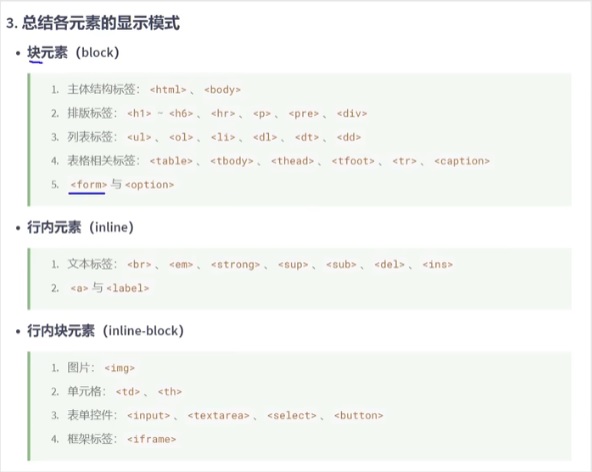 3. 总结各元素的显示模式
• 块元素（block）
1. 主体结构标签：<html>、<body>
2. 排版标签：<h1> ~ <h6>、<hr>、<p>、<pre>、<div>
3. 列表标签：<ul>、<ol>、<li>、<dl>、<dt>、<dd>
4. 表格相关标签：<table>、<tbody>、<thead>、<tfoot>、<tr>、<caption>
5. <form>与<option>
• 行内元素（inline）
1. 文本标签：<br>、<em>、<strong>、<sup>、<sub>、<del>、<ins>
2. <a>与<label>
• 行内块元素（inline-block）
1. 图片：<img>
2. 单元格：<td>、<th>
3. 表单控件：<input>、<textarea>、<select>、<button>
4. 框架标签：<iframe>